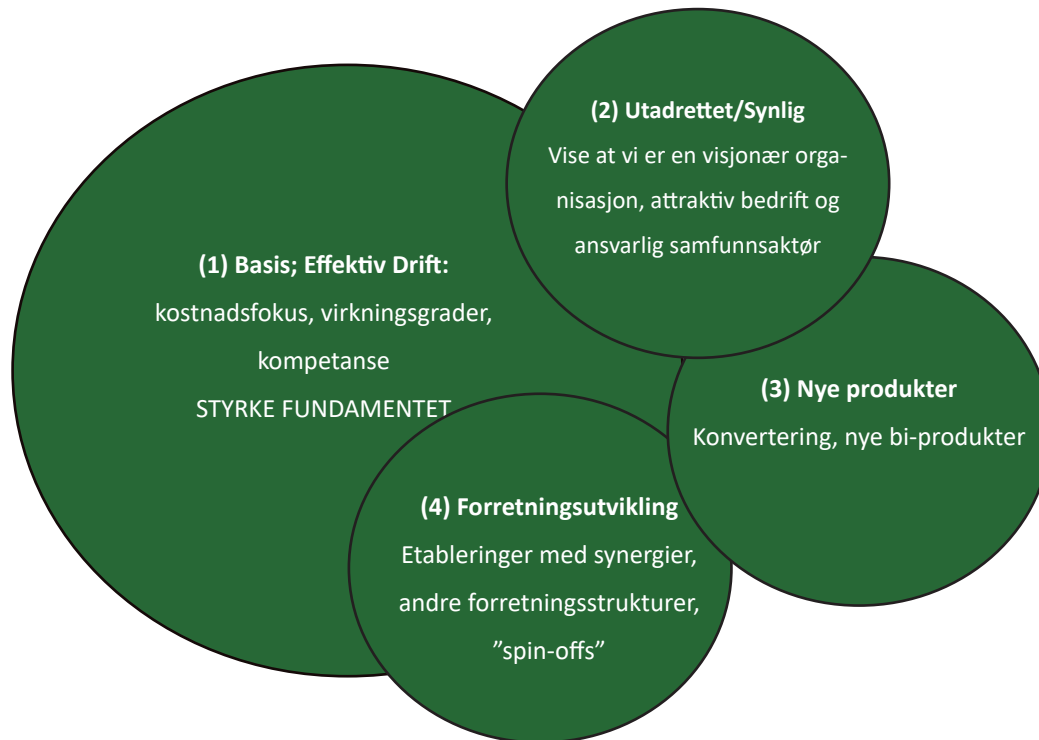 (1) Basis; Effektiv Drift:
kostnadsfokus, virkningsgrader,
kompetanse
STYRKE FUNDAMENTET
(2) Utadrettet/Synlig
Vise at vi er en visjonær orga-
nisasjon, attraktiv bedrift og
ansvarlig samfunnsaktør
(3) Nye produkter
Konvertering, nye bi-produkter
(4) Forretningsutvikling
Etableringer med synergier,
andre forretningsstrukturer,
”spin-offs”